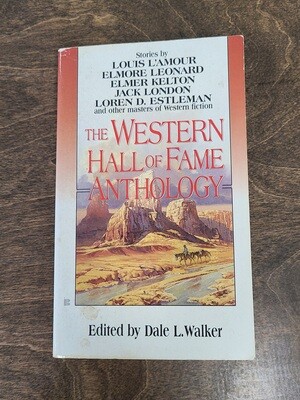 Stories by
LOUIS L'AMOUR
ELMORE LEONARD
ELMER KELTON
JACK LONDON
LOREN D. ESTLEMAN
and other masters of Western fiction
THE WESTERN
HALL OF FAME
ANTHOLOGY
Edited by Dale L. Walker